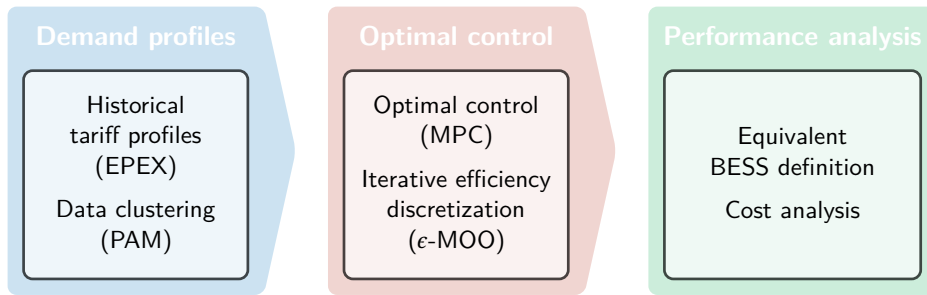 Demand profiles
Historical
tariff profiles
(EPEX)
Data clustering
(PAM)
Optimal control
Optimal control
(MPC)
Iterative efficiency
discretization
(ϵ-MOO)
Performance analysis
Equivalent
BESS definition
Cost analysis